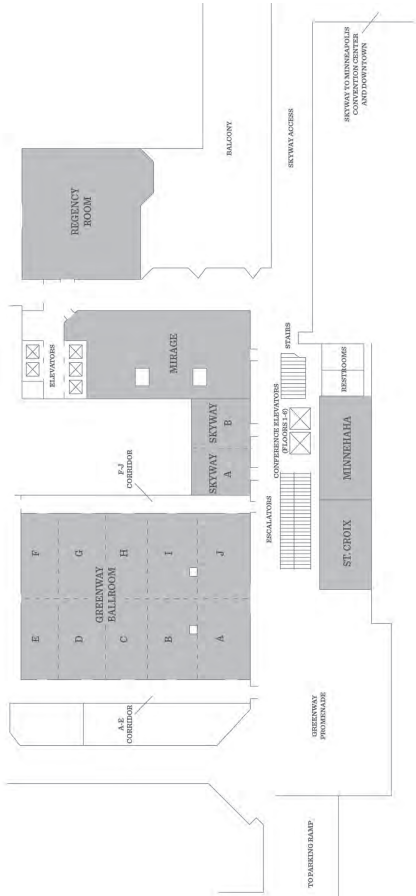 SKYWAY TO MINNEAPOLIS
CONVENTION CENTER
AND DOWNTOWN
BALCONY
SKYWAY ACCESS
REGENCY
ROOM
ELEVATORS
MIRAGE
STAIRS
RESTROOMS
SKYWAY
B
SKYWAY
A
CONFERENCE ELEVATORS
(FLOORS 1-8)
MINNEHAHA
F-J
CORRIDOR
ESCALATORS
ST. CROIX
GREENWAY
BALLROOM
F
G
H
I
J
E
D
C
B
A
A-E
CORRIDOR
GREENWAY
PROMENADE
TO PARKING RAMP